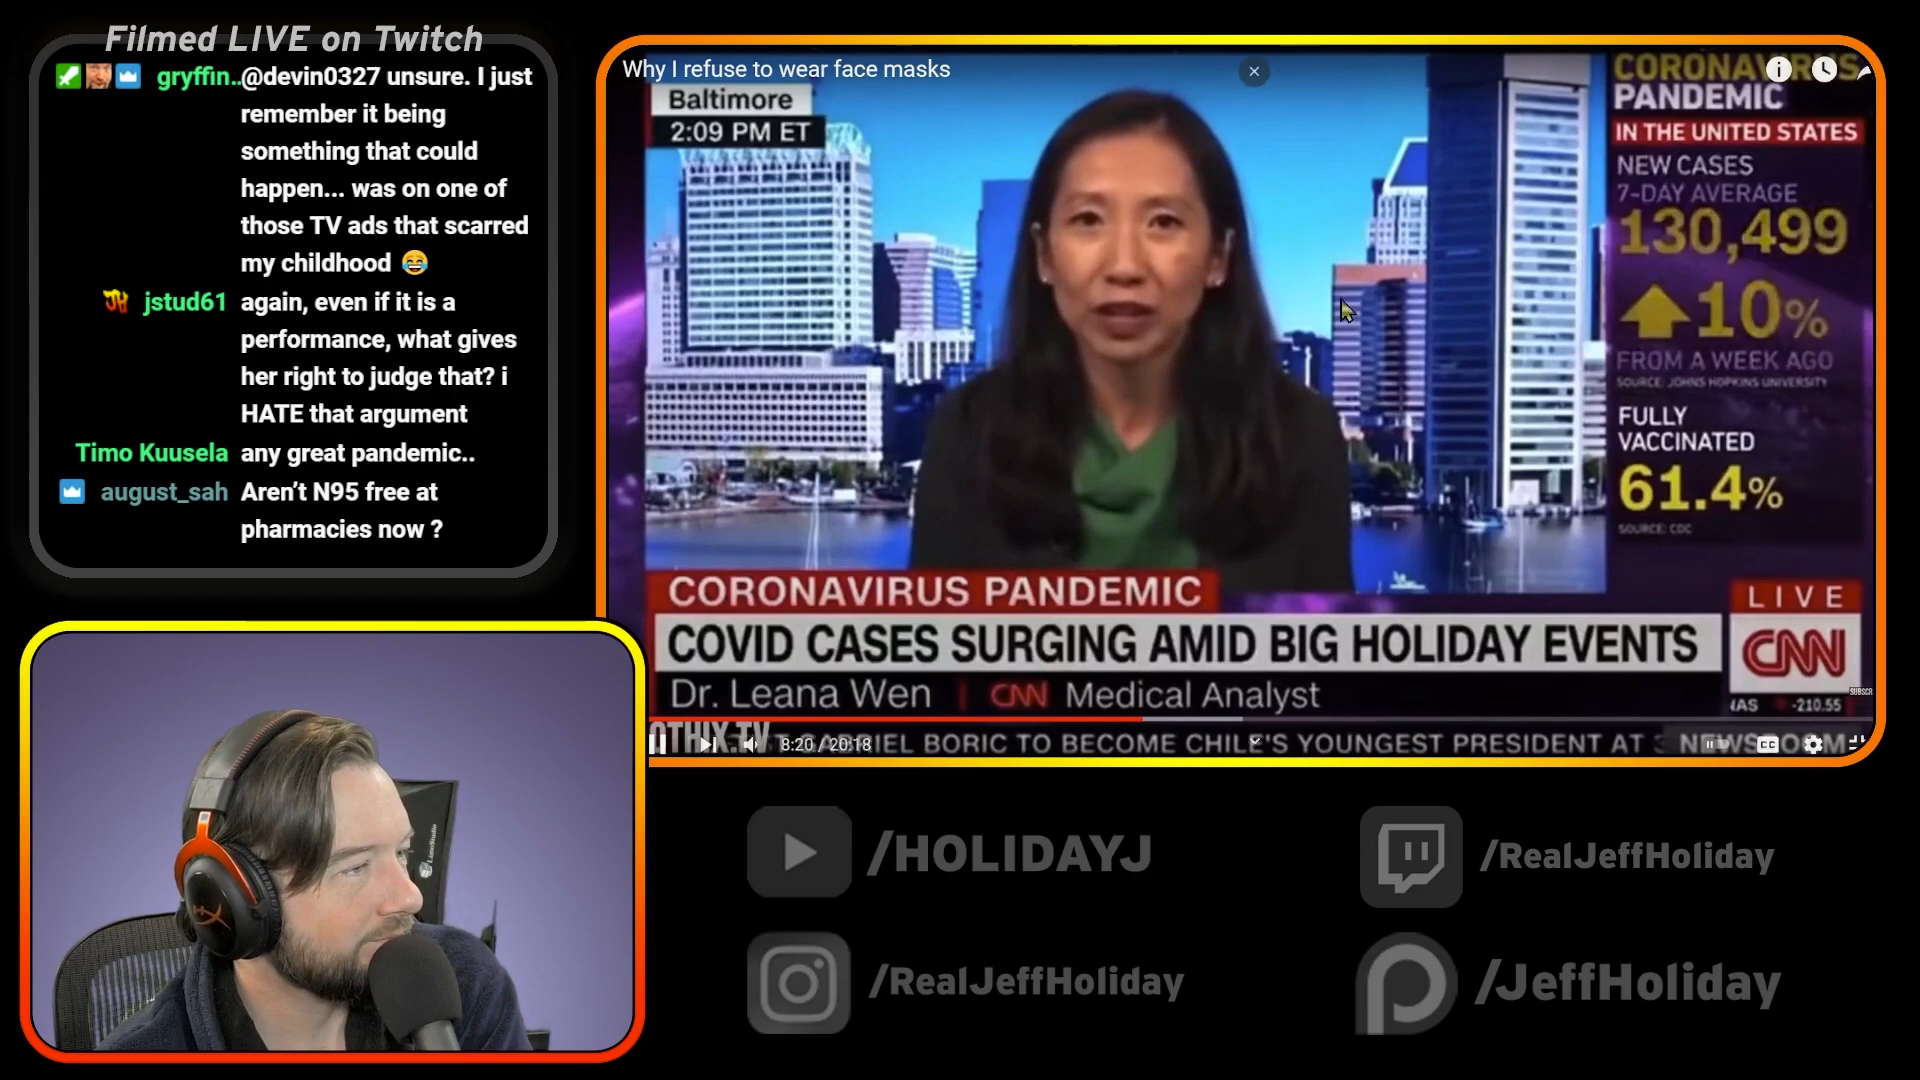 Filmed LIVE on Twitch
gryffin..@devin0327 unsure. I just
remember it being
something that could
happen... was on one of
those TV ads that scarred
my childhood 😂
jstud61 again, even if it is a
performance, what gives
her right to judge that? i
HATE that argument
Timo Kuusela any great pandemic..
august_sah Aren't N95 free at
pharmacies now ?
Why I refuse to wear face masks
Baltimore
2:09 PM ET
CORONAVIRUS
PANDEMIC
IN THE UNITED STATES
NEW CASES
7-DAY AVERAGE
130,499
10%
FROM A WEEK AGO
SOURCE: JOHNS HOPKINS UNIVERSITY
FULLY
VACCINATED
61.4%
SOURCE: CDC
CORONAVIRUS PANDEMIC
LIVE
COVID CASES SURGING AMID BIG HOLIDAY EVENTS
CNN
Dr. Leana Wen CNN Medical Analyst
SUBSCR
-210.55
8:20 / 20:18
BORIC TO BECOME CHILE'S YOUNGEST PRESIDENT AT
NEWSROOM
CC
LimoStudio
/HOLIDAYJ
/RealJeffHoliday
/RealJeffHoliday
/JeffHoliday